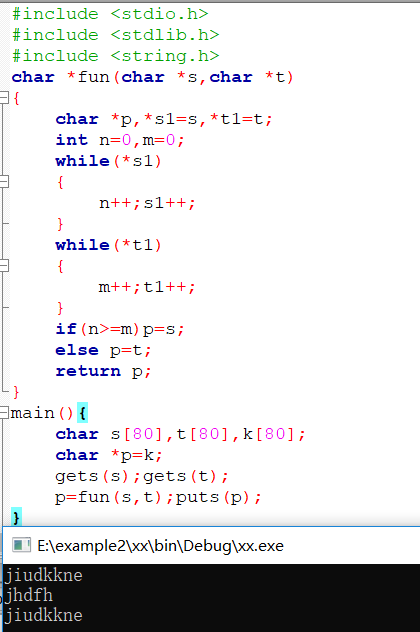 #include <stdio.h>
#include <stdlib.h>
#include <string.h>
char *fun(char *s,char *t)
{
    char *p,*s1=s,*t1=t;
    int n=0,m=0;
    while(*s1)
    {
        n++;s1++;
    }
    while(*t1)
    {
        m++;t1++;
    }
    if(n>=m)p=s;
    else p=t;
    return p;
}
main(){
    char s[80],t[80],k[80];
    char *p=k;
    gets(s);gets(t);
    p=fun(s,t);puts(p);
}
E:\example2\xx\bin\Debug\xx.exe
jiudkkne
jhdfh
jiudkkne